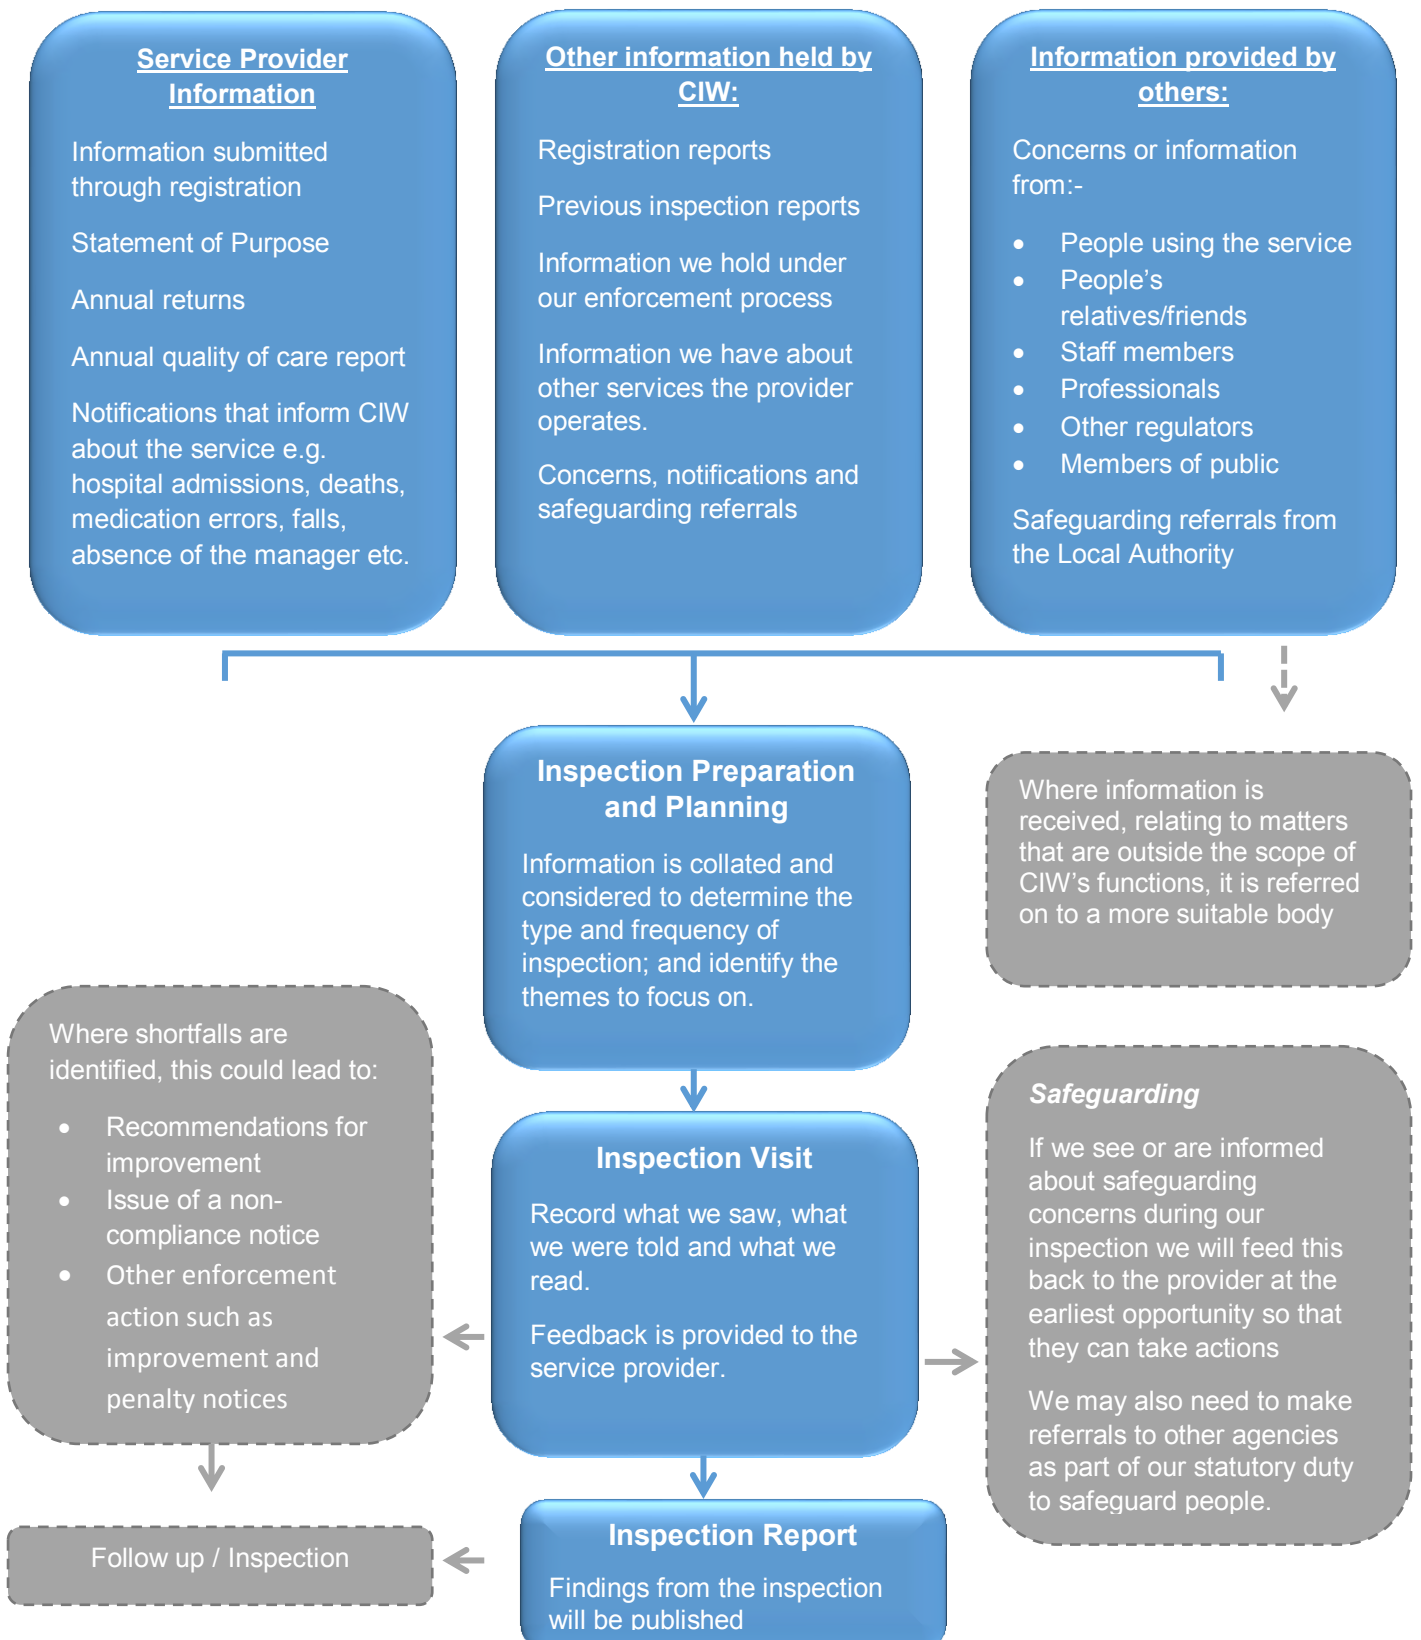 Service Provider
Information
Information submitted
through registration
Statement of Purpose
Annual returns
Annual quality of care report
Notifications that inform CIW
about the service e.g.
hospital admissions, deaths,
medication errors, falls,
absence of the manager etc.
Other information held by
CIW:
Registration reports
Previous inspection reports
Information we hold under
our enforcement process
Information we have about
other services the provider
operates.
Concerns, notifications and
safeguarding referrals
Information provided by
others:
Concerns or information
from:-
• People using the service
• People’s
relatives/friends
• Staff members
• Professionals
• Other regulators
• Members of public
Safeguarding referrals from
the Local Authority
Inspection Preparation
and Planning
Information is collated and
considered to determine the
type and frequency of
inspection; and identify the
themes to focus on.
Where information is
received, relating to matters
that are outside the scope of
CIW’s functions, it is referred
on to a more suitable body
Where shortfalls are
identified, this could lead to:
• Recommendations for
improvement
• Issue of a non-
compliance notice
• Other enforcement
action such as
improvement and
penalty notices
Inspection Visit
Record what we saw, what
we were told and what we
read.
Feedback is provided to the
service provider.
Safeguarding
If we see or are informed
about safeguarding
concerns during our
inspection we will feed this
back to the provider at the
earliest opportunity so that
they can take actions
We may also need to make
referrals to other agencies
as part of our statutory duty
to safeguard people.
Follow up / Inspection
Inspection Report
Findings from the inspection
will be published